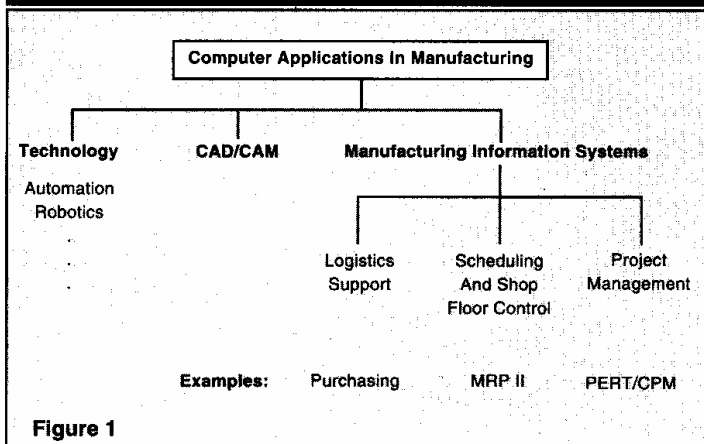 Computer Applications In Manufacturing
Technology
CAD/CAM
Manufacturing Information Systems
Automation
Robotics
.
.
.
Logistics
Support
Scheduling
And Shop
Floor Control
Project
Management
Examples:
Purchasing
MRP II
PERT/CPM
Figure 1